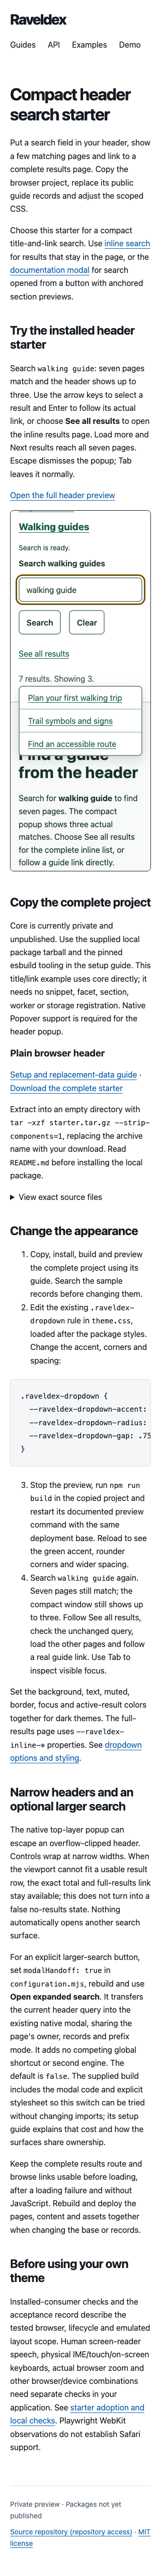 Raveldex
Guides API Examples Demo
Compact header
search starter
Put a search field in your header, show
a few matching pages and link to a
complete results page. Copy the
browser project, replace its public
guide records and adjust the scoped
CSS.
Choose this starter for a compact
title-and-link search. Use inline search
for results that stay in the page, or the
documentation modal for search
opened from a button with anchored
section previews.
Try the installed header
starter
Search walking guide: seven pages
match and the header shows up to
three. Use the arrow keys to select a
result and Enter to follow its actual
link, or choose See all results to open
the inline results page. Load more and
Next results reach all seven pages.
Escape dismisses the popup; Tab
leaves it normally.
Open the full header preview
Walking guides
Search is ready.
Search walking guides
walking guide
Search Clear
See all results
7 results. Showing 3.
Plan your first walking trip
Trail symbols and signs
Find an accessible route
from the header
Search for walking guide to find
seven pages. The compact
popup shows three actual
matches. Choose See all results
for the complete inline list, or
follow a guide link directly.
Copy the complete project
Core is currently private and
unpublished. Use the supplied local
package tarball and the pinned
esbuild tooling in the setup guide. This
title/link example uses core directly; it
needs no snippet, facet, section,
worker or storage registration. Native
Popover support is required for the
header popup.
Plain browser header
Setup and replacement-data guide ·
Download the complete starter
Extract into an empty directory with
tar -xzf starter.tar.gz --strip-
components=1, replacing the archive
name with your download. Read
README.md before installing the local
package.
▶ View exact source files
Change the appearance
1. Copy, install, build and preview
the complete project using its
guide. Search the sample
records before changing them.
2. Edit the existing .raveldex-
dropdown rule in theme.css,
loaded after the package styles.
Change the accent, corners and
spacing:
.raveldex-dropdown {
--raveldex-dropdown-accent:
--raveldex-dropdown-radius:
--raveldex-dropdown-gap: .75
}
3. Stop the preview, run npm run
build in the copied project and
restart its documented preview
command with the same
deployment base. Reload to see
the green accent, rounder
corners and wider spacing.
4. Search walking guide again.
Seven pages still match; the
compact window still shows up
to three. Follow See all results,
check the unchanged query,
load the other pages and follow
a real guide link. Use Tab to
inspect visible focus.
Set the background, text, muted,
border, focus and active-result colors
together for dark themes. The full-
results page uses --raveldex-
inline-* properties. See dropdown
options and styling.
Narrow headers and an
optional larger search
The native top-layer popup can
escape an overflow-clipped header.
Controls wrap at narrow widths. When
the viewport cannot fit a usable result
row, the exact total and full-results link
stay available; this does not turn into a
false no-results state. Nothing
automatically opens another search
surface.
For an explicit larger-search button,
set modalHandoff: true in
configuration.mjs, rebuild and use
Open expanded search. It transfers
the current header query into the
existing native modal, sharing the
page's owner, records and prefix
mode. It adds no competing global
shortcut or second engine. The
default is false. The supplied build
includes the modal code and explicit
stylesheet so this switch can be tried
without changing imports; its setup
guide explains that cost and how the
surfaces share ownership.
Keep the complete results route and
browse links usable before loading,
after a loading failure and without
JavaScript. Rebuild and deploy the
pages, content and assets together
when changing the base or records.
Before using your own
theme
Installed-consumer checks and the
acceptance record describe the
tested browser, lifecycle and emulated
layout scope. Human screen-reader
speech, physical IME/touch/on-screen
keyboards, actual browser zoom and
other browser/device combinations
need separate checks in your
application. See starter adoption and
local checks. Playwright WebKit
observations do not establish Safari
support.
Private preview · Packages not yet
published
Source repository (repository access) · MIT
license